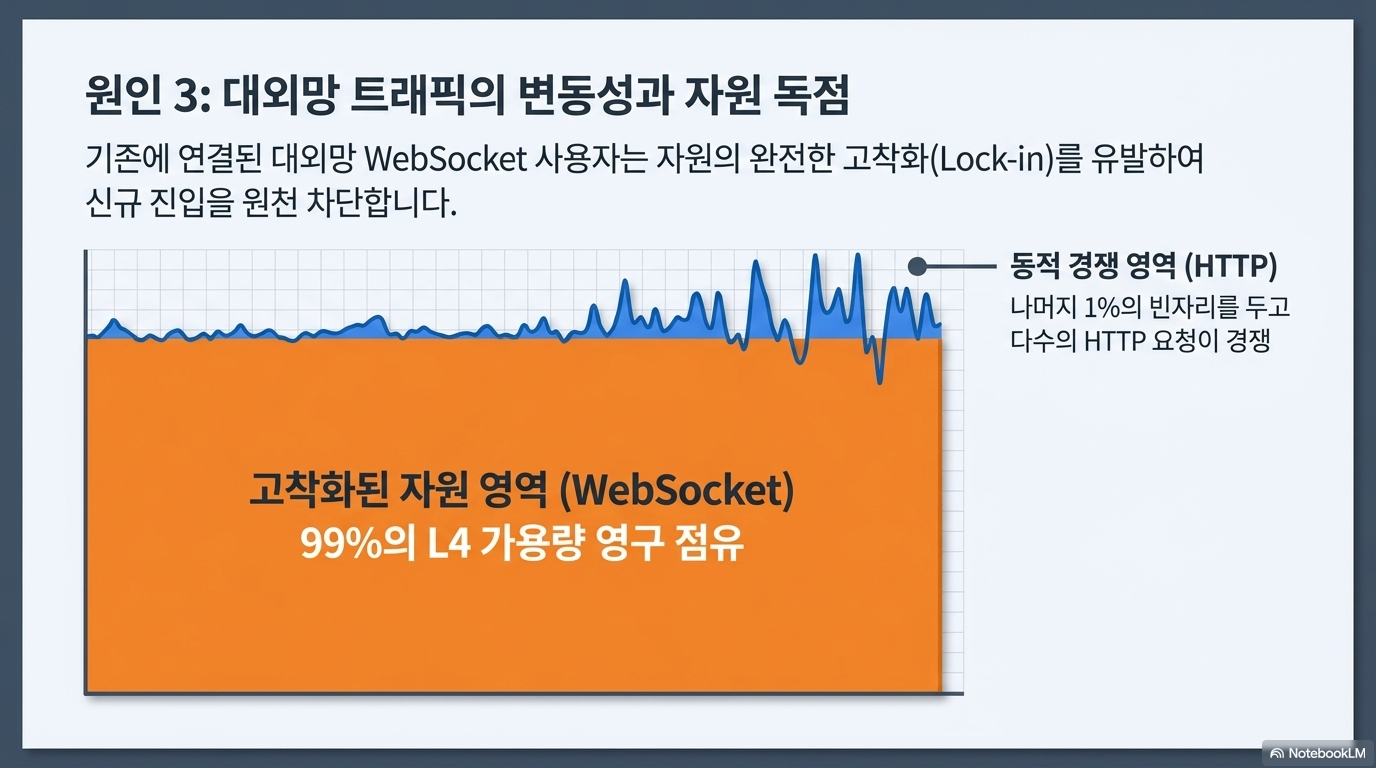 원인 3: 대외망 트래픽의 변동성과 자원 독점
기존에 연결된 대외망 WebSocket 사용자는 자원의 완전한 고착화(Lock-in)를 유발하여
신규 진입을 원천 차단합니다.
동적 경쟁 영역 (HTTP)
나머지 1%의 빈자리를 두고
다수의 HTTP 요청이 경쟁
고착화된 자원 영역 (WebSocket)
99%의 L4 가용량 영구 점유
NotebookLM